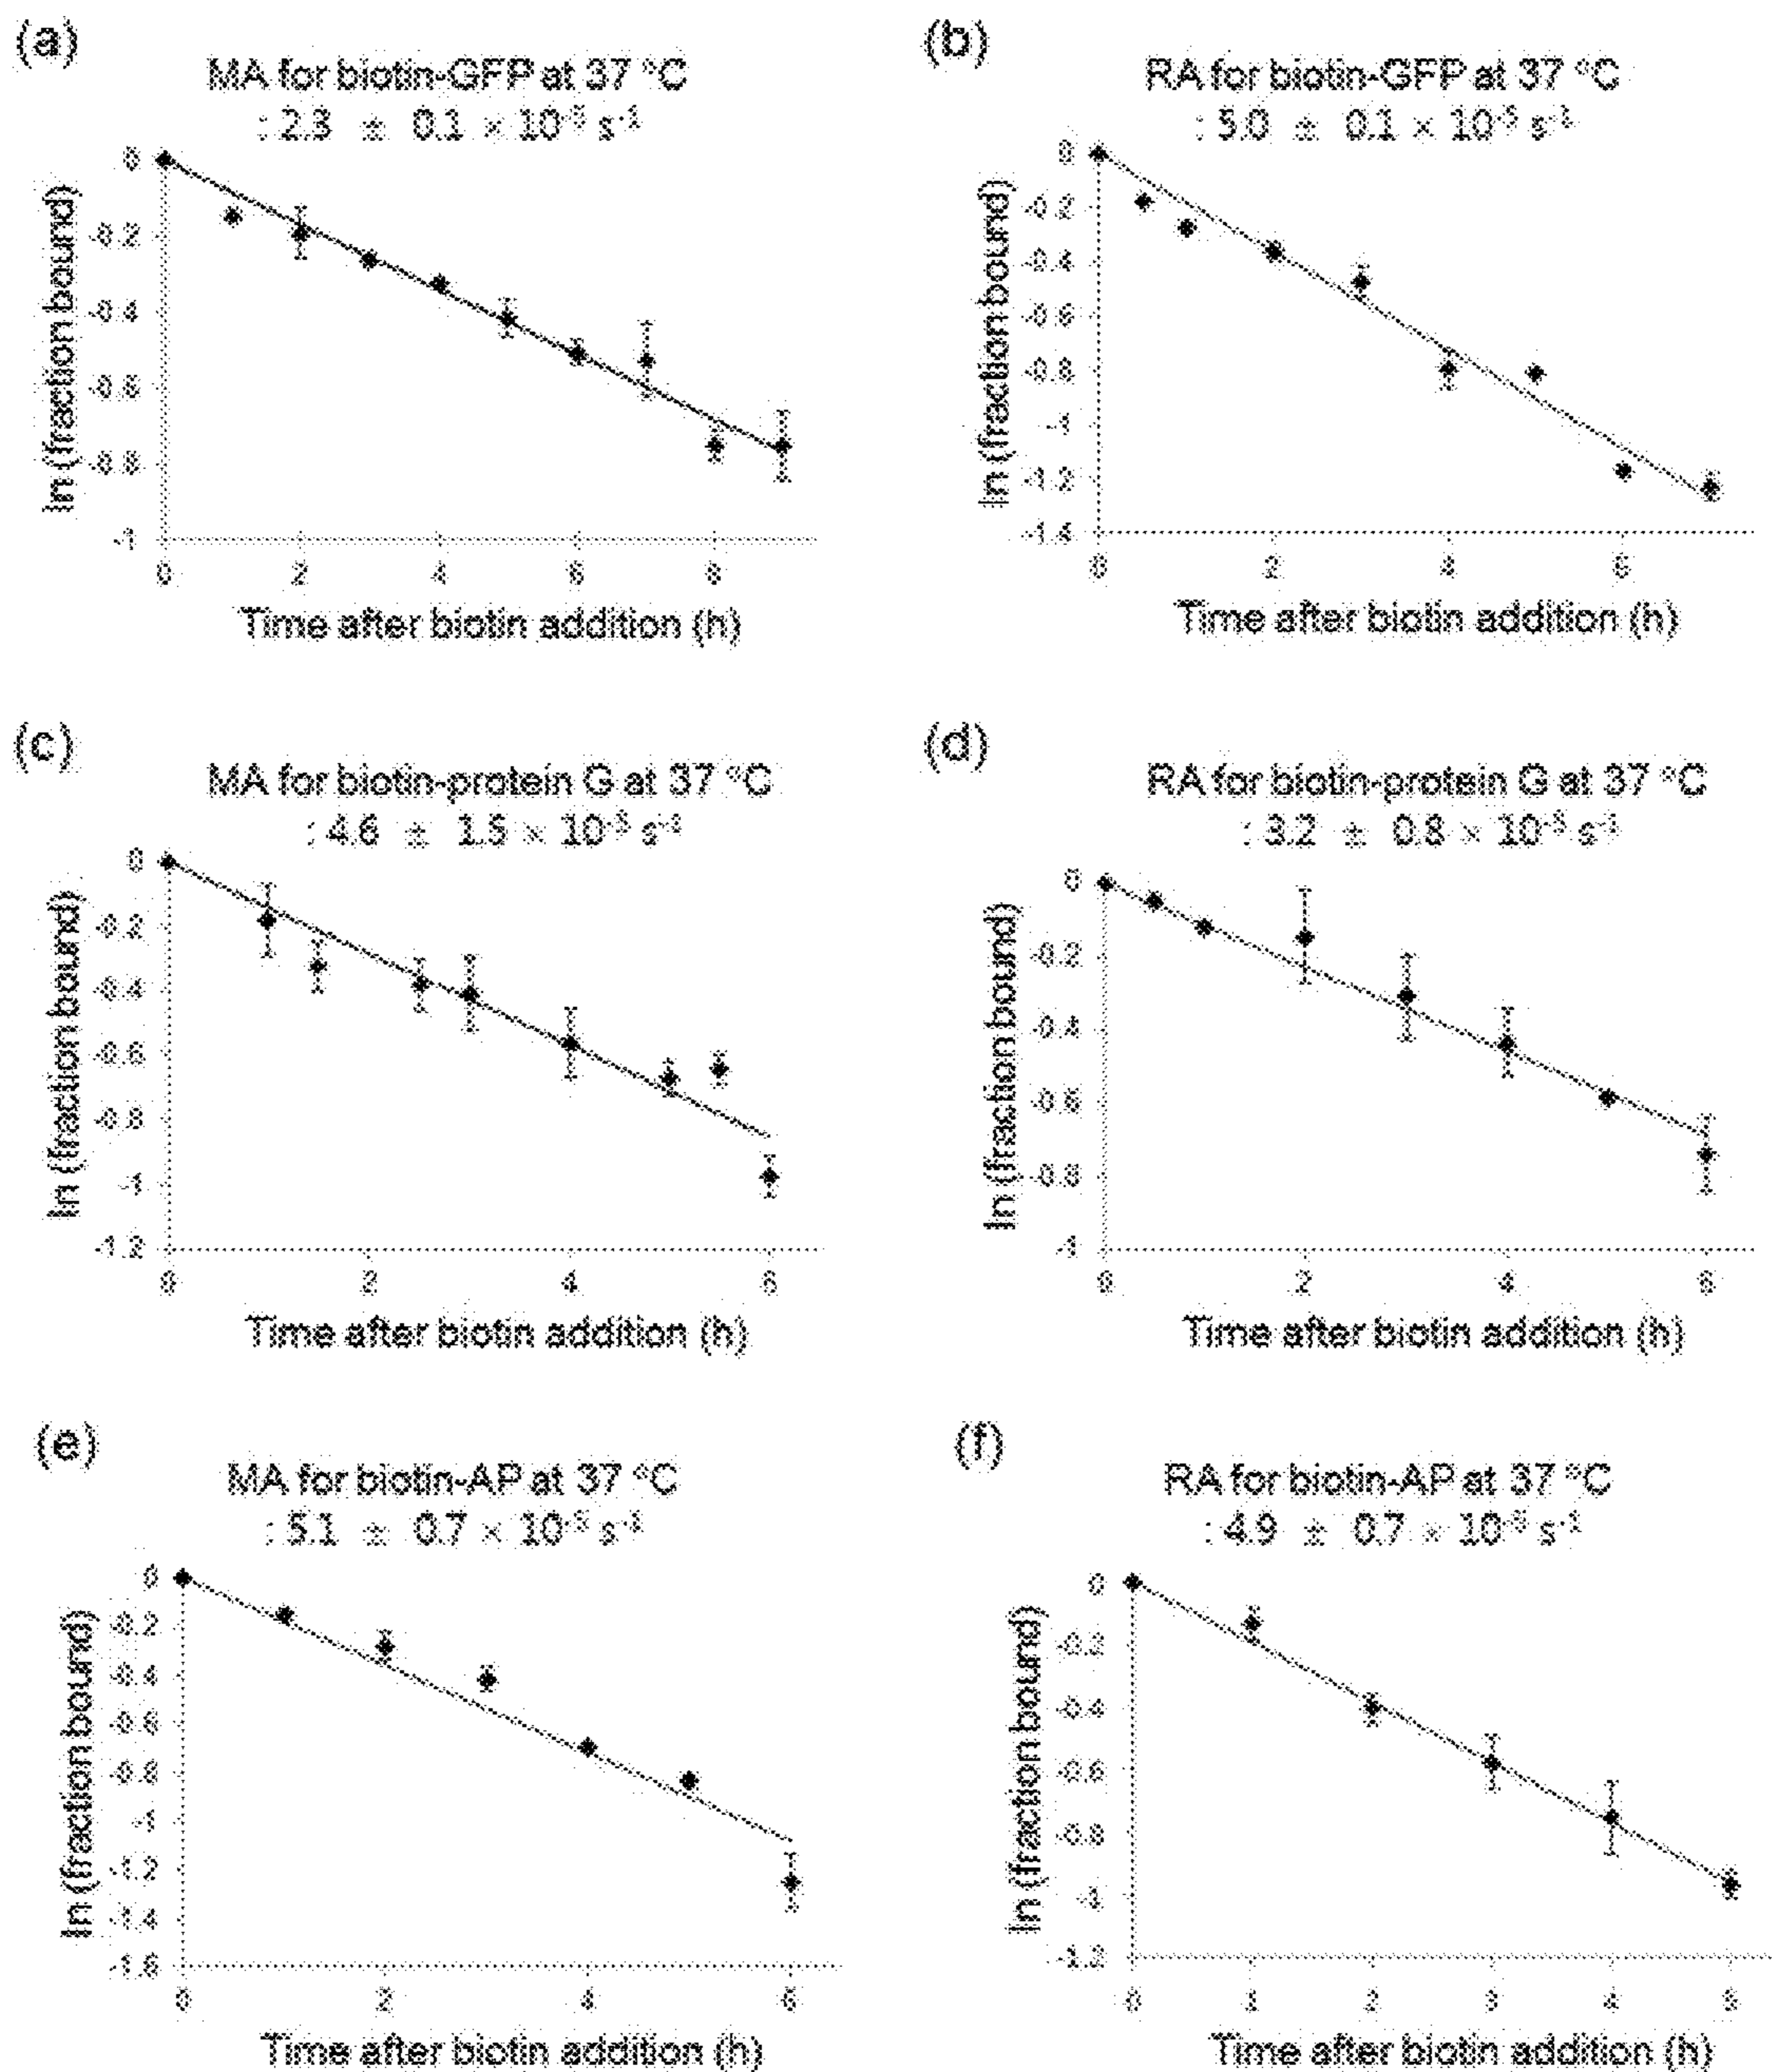 (a)
MA for biotin-GFP at 37 °C
: 2.3 ± 0.1 × 10⁻⁵ s⁻¹
ln (fraction bound)
0
-0.2
-0.4
-0.6
-0.8
-1
0 2 4 6 8
Time after biotin addition (h)
(b)
RA for biotin-GFP at 37 °C
: 5.0 ± 0.1 × 10⁻⁵ s⁻¹
ln (fraction bound)
0
-0.2
-0.4
-0.6
-0.8
-1
-1.2
-1.4
0 2 4 6
Time after biotin addition (h)
(c)
MA for biotin-protein G at 37 °C
: 4.6 ± 1.5 × 10⁻⁵ s⁻¹
ln (fraction bound)
0
-0.2
-0.4
-0.6
-0.8
-1
-1.2
0 2 4 6
Time after biotin addition (h)
(d)
RA for biotin-protein G at 37 °C
: 3.2 ± 0.8 × 10⁻⁵ s⁻¹
ln (fraction bound)
0
-0.2
-0.4
-0.6
-0.8
-1
0 2 4 6
Time after biotin addition (h)
(e)
MA for biotin-AP at 37 °C
: 5.1 ± 0.7 × 10⁻⁵ s⁻¹
ln (fraction bound)
0
-0.2
-0.4
-0.6
-0.8
-1
-1.2
-1.4
-1.6
0 2 4 6
Time after biotin addition (h)
(f)
RA for biotin-AP at 37 °C
: 4.9 ± 0.7 × 10⁻⁵ s⁻¹
ln (fraction bound)
0
-0.2
-0.4
-0.6
-0.8
-1
-1.2
0 1 2 3 4 5
Time after biotin addition (h)